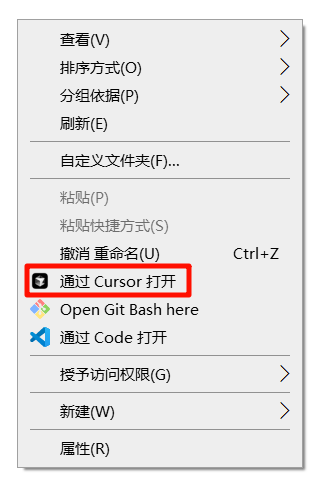 查看(V)
排序方式(O)
分组依据(P)
刷新(E)
自定义文件夹(F)...
粘贴(P)
粘贴快捷方式(S)
撤消 重命名(U) Ctrl+Z
通过 Cursor 打开
Open Git Bash here
通过 Code 打开
授予访问权限(G)
新建(W)
属性(R)